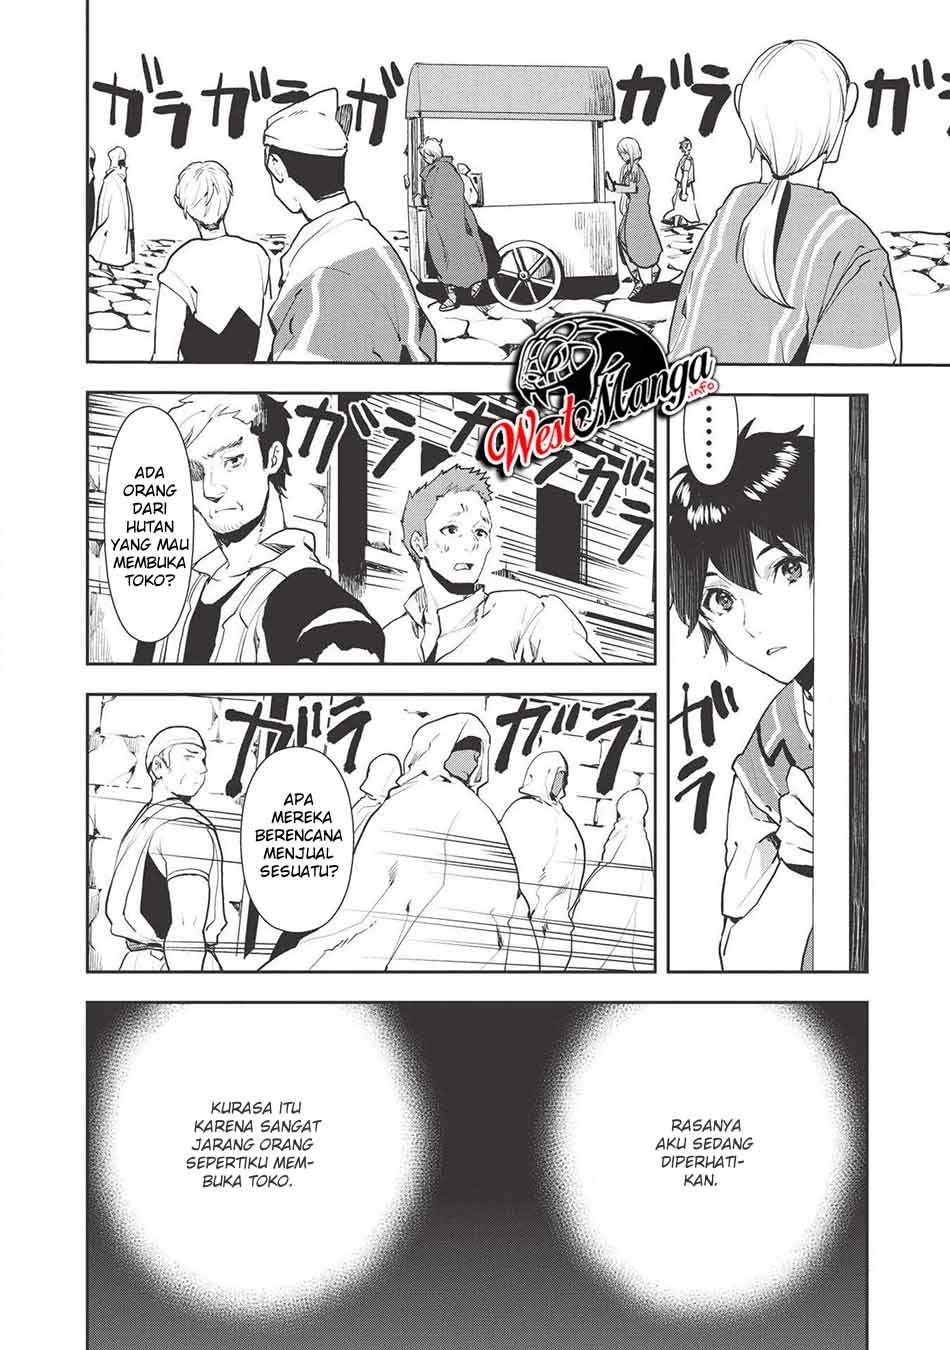 ガラ
ガラ
ガラ
ガラ
ガラ
WestManga
.info
......
ガラ
ADA
ORANG
DARI
HUTAN
YANG MAU
MEMBUKA
TOKO?
ガラ
ガラ
ガラ
ガラ
ガラ
APA
MEREKA
BERENCANA
MENJUAL
SESUATU?
RASANYA
AKU SEDANG
DIPERHATI-
KAN.
KURASA ITU
KARENA SANGAT
JARANG ORANG
SEPERTIKU MEM-
BUKA TOKO.